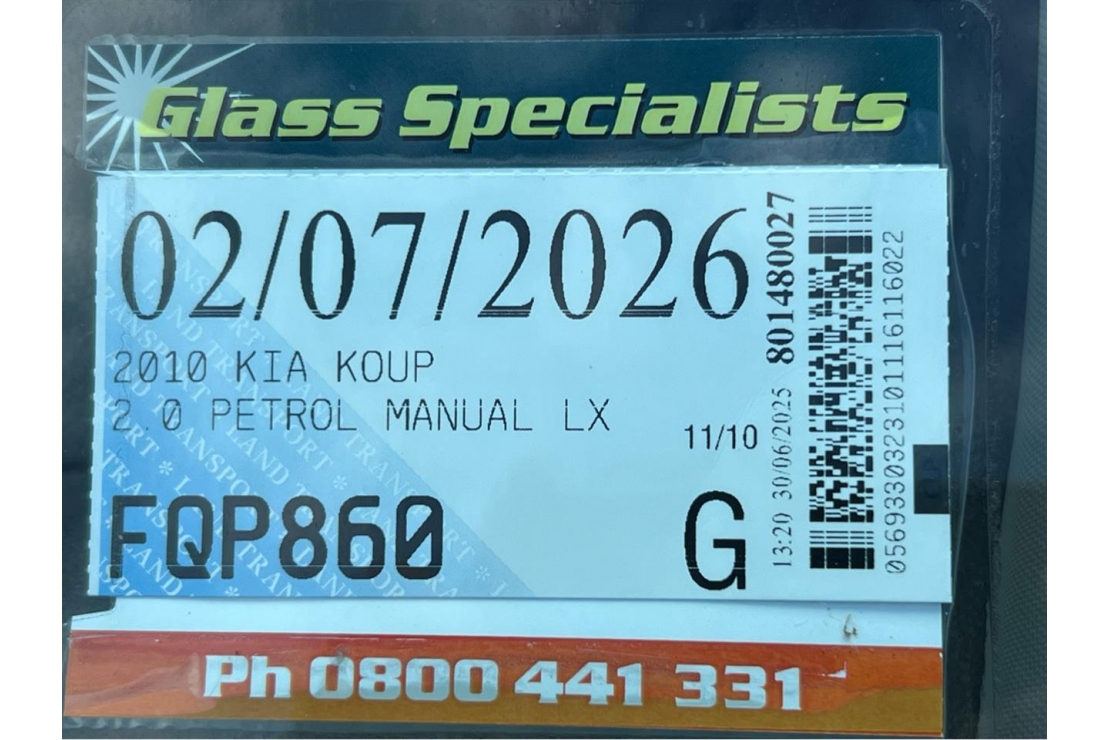 Glass Specialists
02/07/2026
2010 KIA KOUP
2.0 PETROL MANUAL LX
11/10
FQP860
G
13:20 30/06/2025 801480027
05693303231011161116022
Ph 0800 441 331